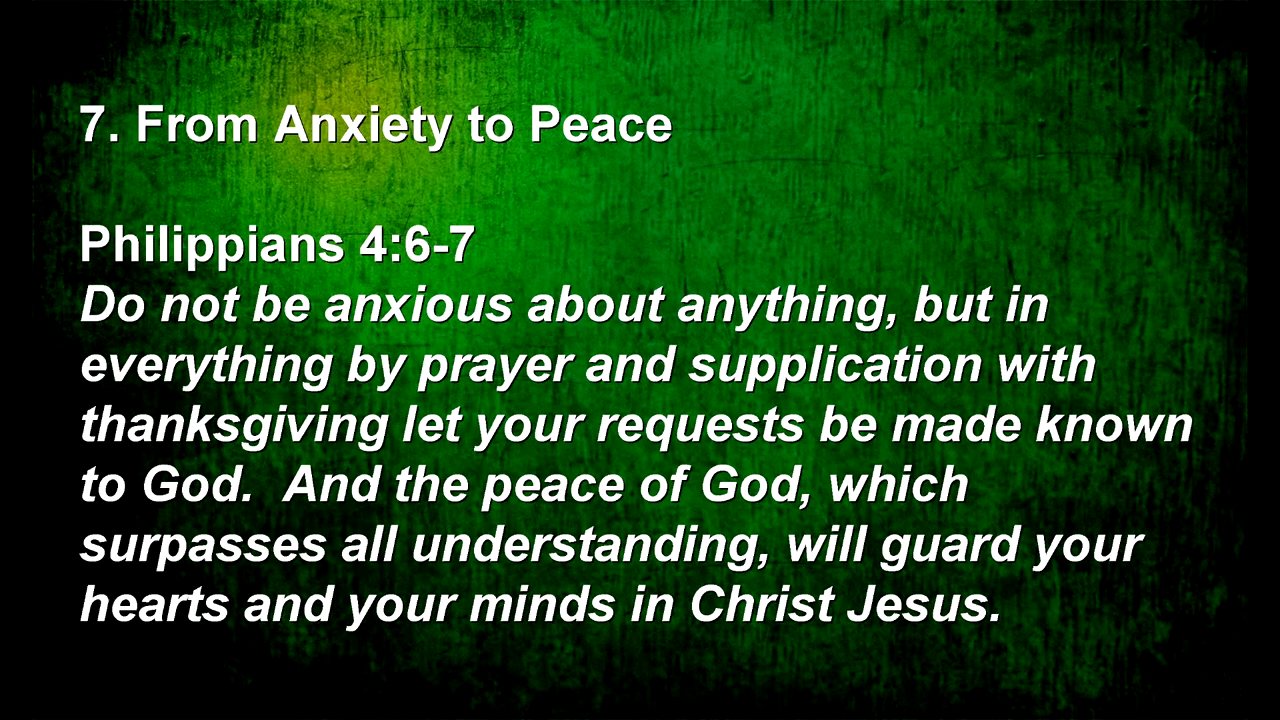 7. From Anxiety to Peace
Philippians 4:6-7
Do not be anxious about anything, but in
everything by prayer and supplication with
thanksgiving let your requests be made known
to God.  And the peace of God, which
surpasses all understanding, will guard your
hearts and your minds in Christ Jesus.